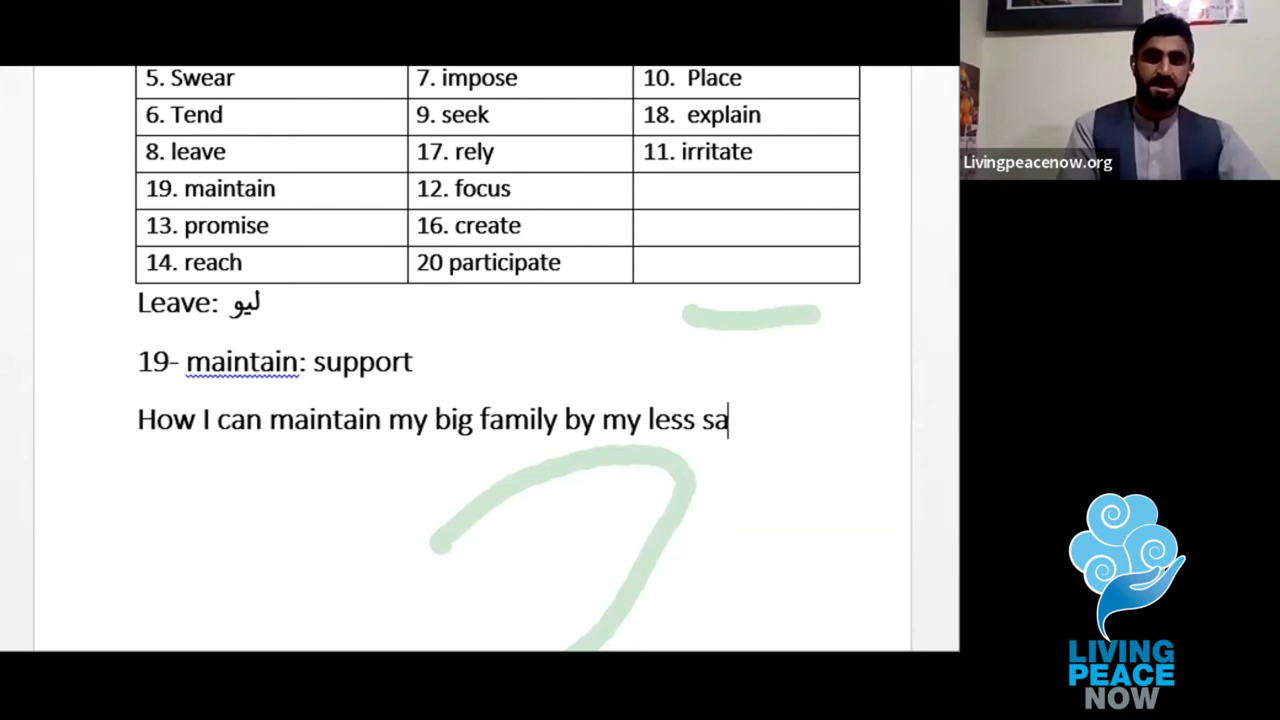 5. Swear 7. impose 10. Place
6. Tend 9. seek 18. explain
8. leave 17. rely 11. irritate
19. maintain 12. focus
13. promise 16. create
14. reach 20 participate
Leave: ليو
19- maintain: support
How I can maintain my big family by my less sa
Livingpeacenow.org
LIVING
PEACE
NOW